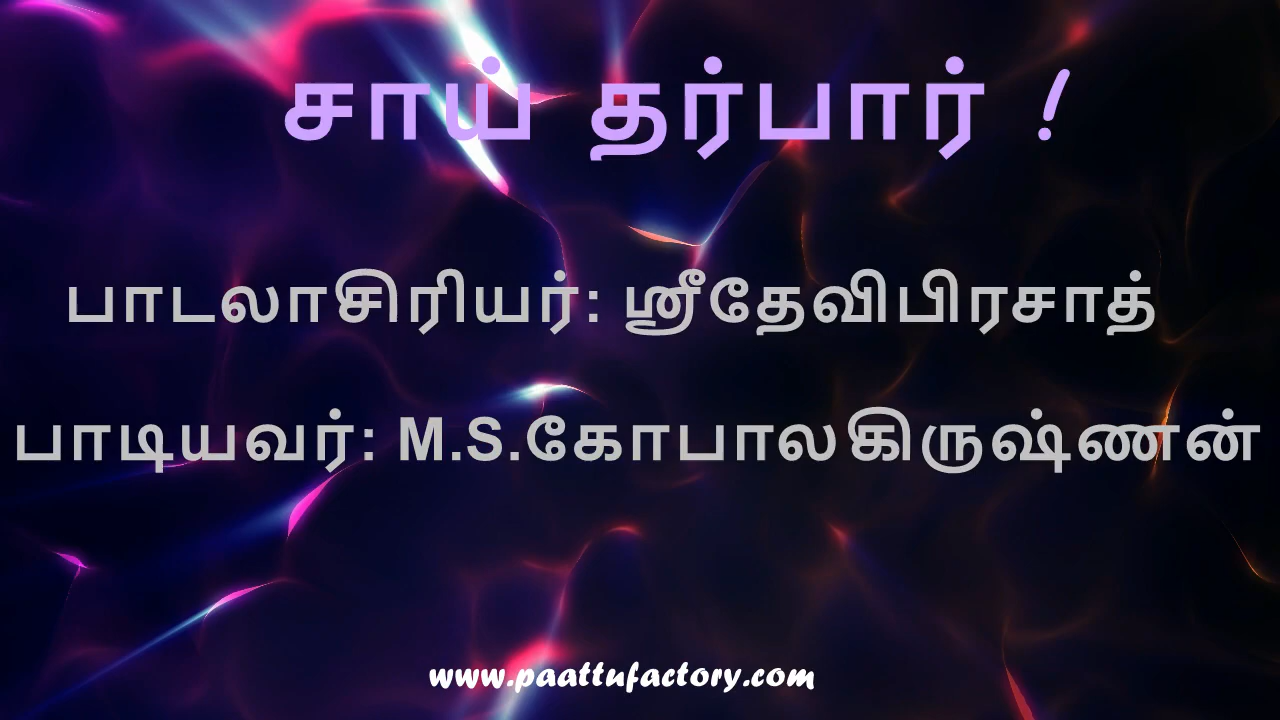 சாய் தர்பார் !
பாடலாசிரியர்: ஸ்ரீதேவிபிரசாத்
பாடியவர்: M.S.கோபாலகிருஷ்ணன்
www.paattufactory.com